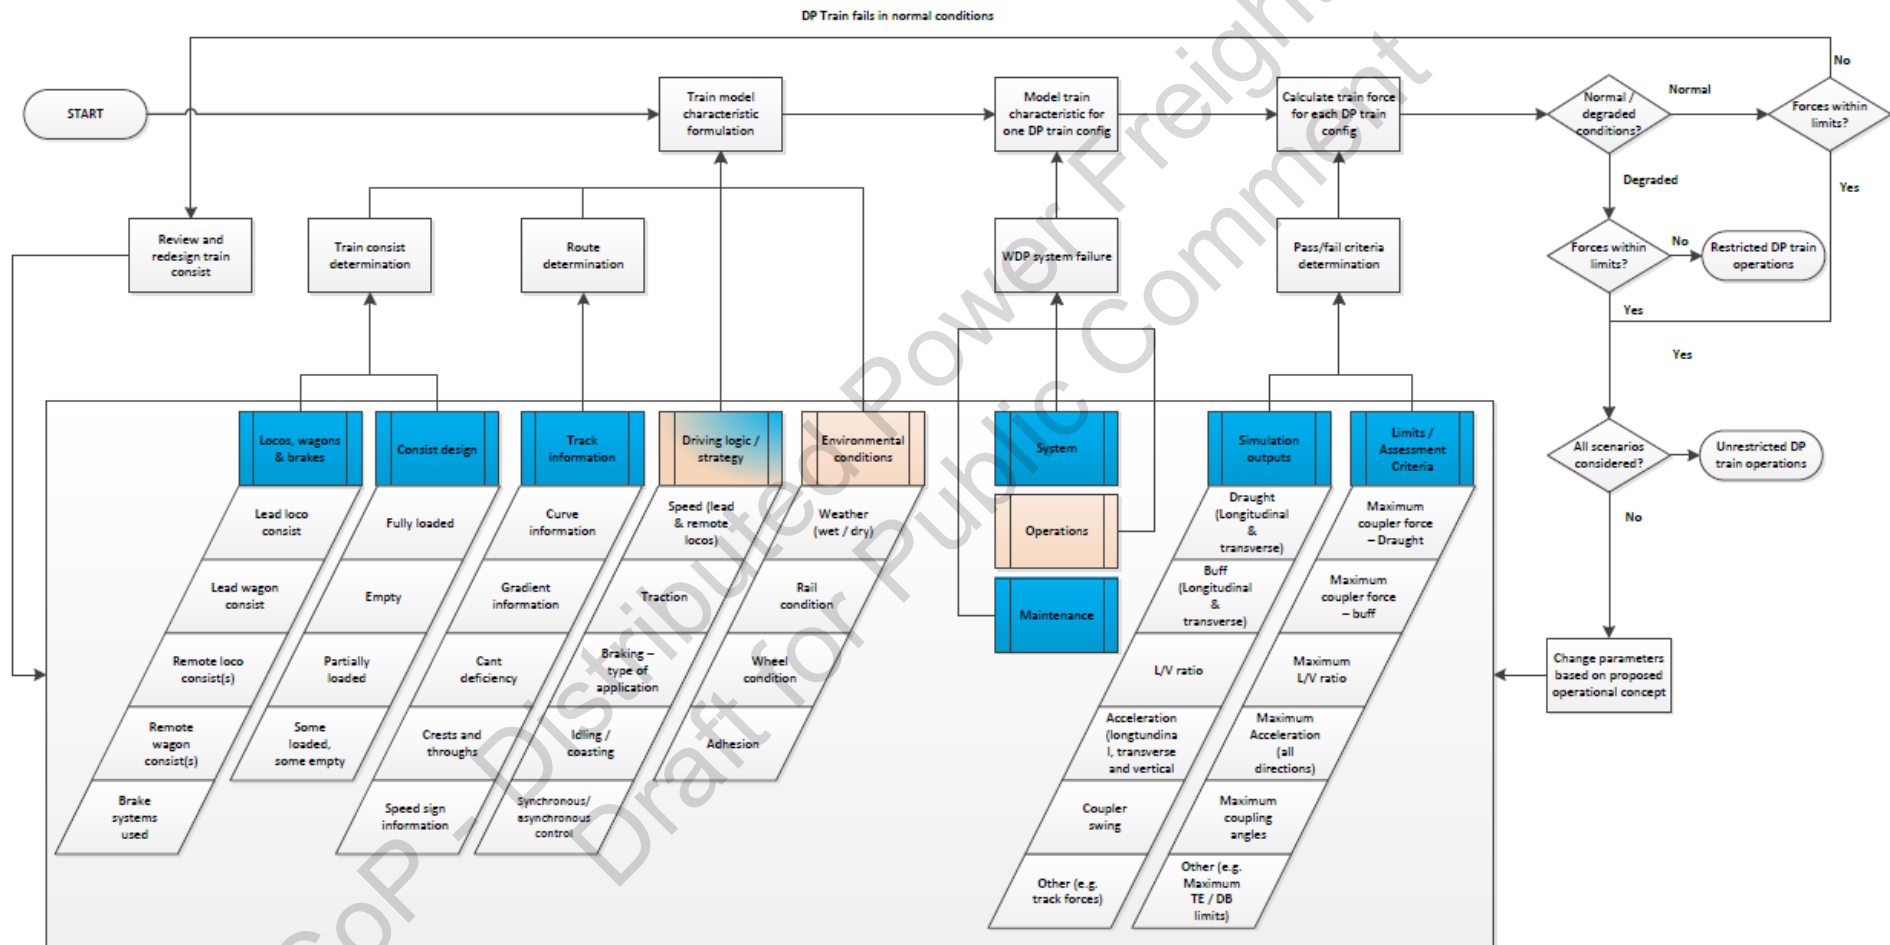 DP Train fails in normal conditions
START
Train model
characteristic
formulation
Model train
characteristic for
one DP train config
Calculate train force
for each DP train
config
Normal /
degraded
conditions?
Normal
Forces within
limits?
No
Yes
Degraded
Review and
redesign train
consist
Train consist
determination
Route
determination
WDP system failure
Pass/fail criteria
determination
Forces within
limits?
No
Restricted DP train
operations
Yes
Yes
Locos, wagons
& brakes
Consist design
Track
information
Driving logic /
strategy
Environmental
conditions
System
Operations
Maintenance
Simulation
outputs
Limits /
Assessment
Criteria
All scenarios
considered?
Unrestricted DP
train operations
No
Change parameters
based on proposed
operational concept
Lead loco
consist
Lead wagon
consist
Remote loco
consist(s)
Remote
wagon
consist(s)
Brake
systems
used
Fully loaded
Empty
Partially
loaded
Some
loaded,
some empty
Curve
information
Gradient
information
Cant
deficiency
Crests and
throughs
Speed sign
information
Speed (lead
& remote
locos)
Traction
Braking –
type of
application
Idling /
coasting
Synchronous/
asynchronous
control
Weather
(wet / dry)
Rail
condition
Wheel
condition
Adhesion
Draught
(Longitudinal
&
transverse)
Buff
(Longitudinal
&
transverse)
L/V ratio
Acceleration
(longtundina
l, transverse
and vertical
Coupler
swing
Other (e.g.
track forces)
Maximum
coupler force
– Draught
Maximum
coupler force
– buff
Maximum
L/V ratio
Maximum
Acceleration
(all
directions)
Maximum
coupling
angles
Other (e.g.
Maximum
TE / DB
limits)
CoP - Distributed Power Freight
Draft for Public Comment